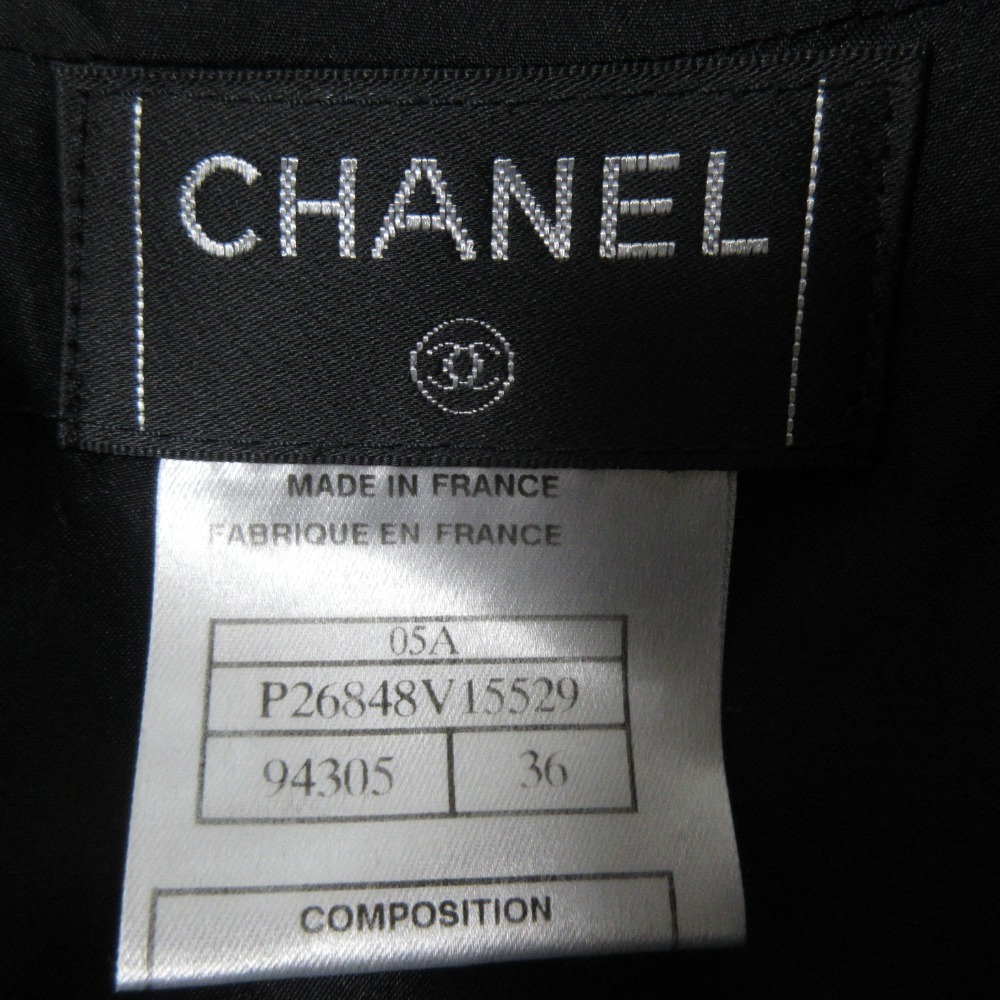 CHANEL
MADE IN FRANCE
FABRIQUE EN FRANCE
05A
P26848V15529
94305 36
COMPOSITION